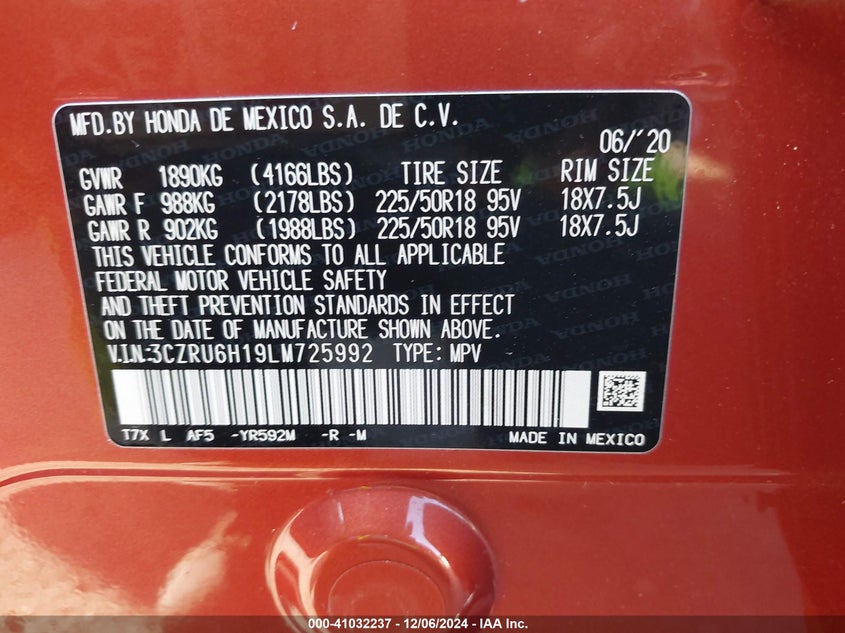 MFD.BY HONDA DE MEXICO S.A. DE C.V.
06/'20
GVWR 1890KG (4166LBS) TIRE SIZE RIM SIZE
GAWR F 988KG (2178LBS) 225/50R18 95V 18X7.5J
GAWR R 902KG (1988LBS) 225/50R18 95V 18X7.5J
THIS VEHICLE CONFORMS TO ALL APPLICABLE
FEDERAL MOTOR VEHICLE SAFETY
AND THEFT PREVENTION STANDARDS IN EFFECT
ON THE DATE OF MANUFACTURE SHOWN ABOVE.
V.I.N:3CZRU6H19LM725992 TYPE: MPV
T7X L AF5 -YR592M -R -M MADE IN MEXICO
000-41032237 - 12/06/2024 - IAA Inc.